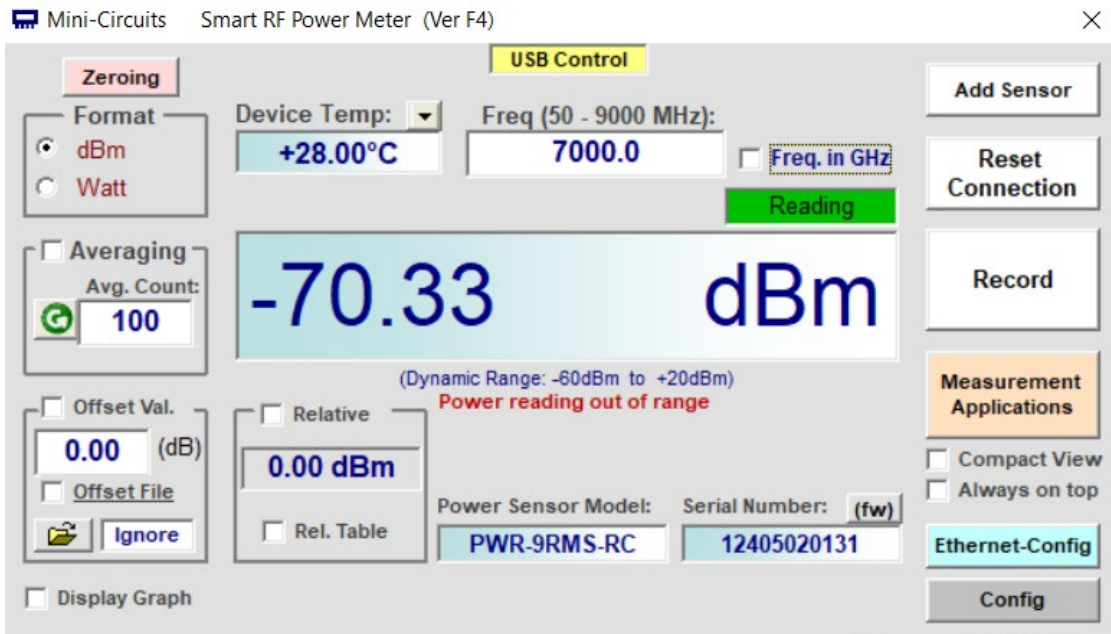 Mini-Circuits Smart RF Power Meter (Ver F4)
USB Control
Zeroing
Format
dBm
Watt
Device Temp:
+28.00°C
Freq (50 - 9000 MHz):
7000.0
Freq. in GHz
Reading
Add Sensor
Reset
Connection
Averaging
Avg. Count:
100
-70.33 dBm
Record
(Dynamic Range: -60dBm to +20dBm)
Power reading out of range
Measurement
Applications
Offset Val.
0.00 (dB)
Offset File
Ignore
Relative
0.00 dBm
Rel. Table
Power Sensor Model:
PWR-9RMS-RC
Serial Number: (fw)
12405020131
Compact View
Always on top
Ethernet-Config
Display Graph
Config